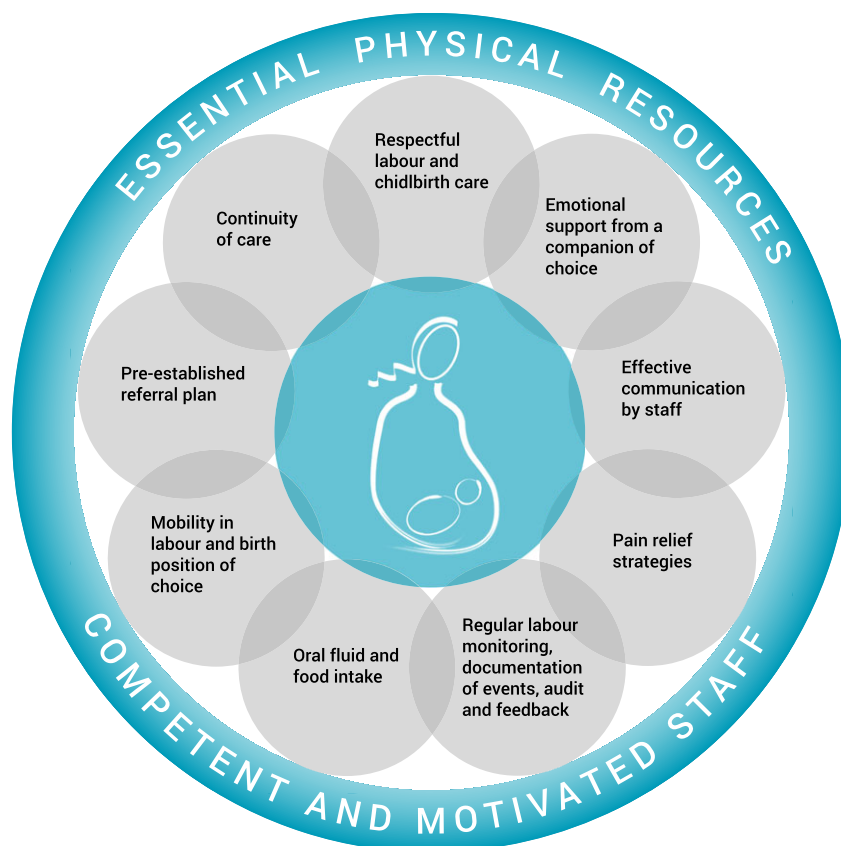 ESSENTIAL PHYSICAL RESOURCES
Respectful
labour and
chidlbirth care
Emotional
support from a
companion of
choice
Effective
communication
by staff
Pain relief
strategies
Regular labour
monitoring,
documentation
of events, audit
and feedback
Oral fluid and
food intake
Mobility in
labour and birth
position of
choice
Pre-established
referral plan
Continuity
of care
COMPETENT AND MOTIVATED STAFF